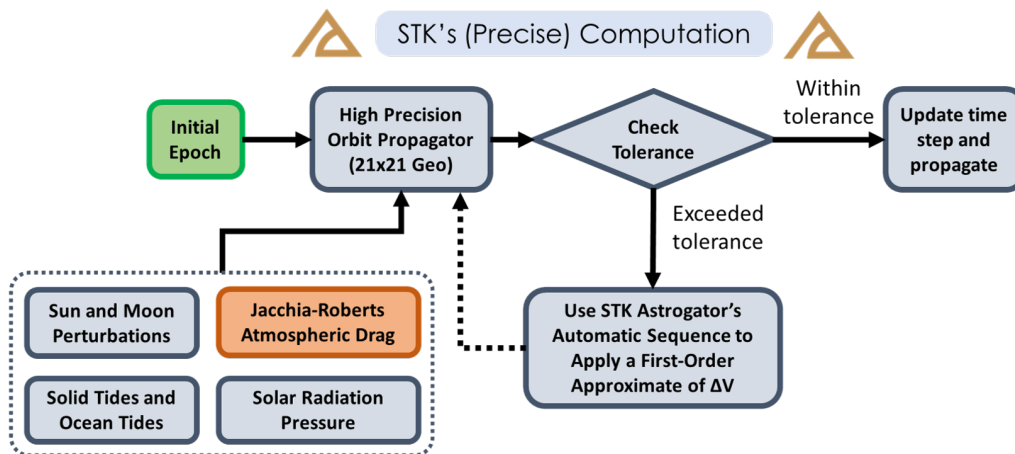 STK's (Precise) Computation
Initial
Epoch
High Precision
Orbit Propagator
(21x21 Geo)
Check
Tolerance
Within
tolerance
Update time
step and
propagate
Exceeded
tolerance
Sun and Moon
Perturbations
Jacchia-Roberts
Atmospheric Drag
Solid Tides and
Ocean Tides
Solar Radiation
Pressure
Use STK Astrogator's
Automatic Sequence to
Apply a First-Order
Approximate of ΔV